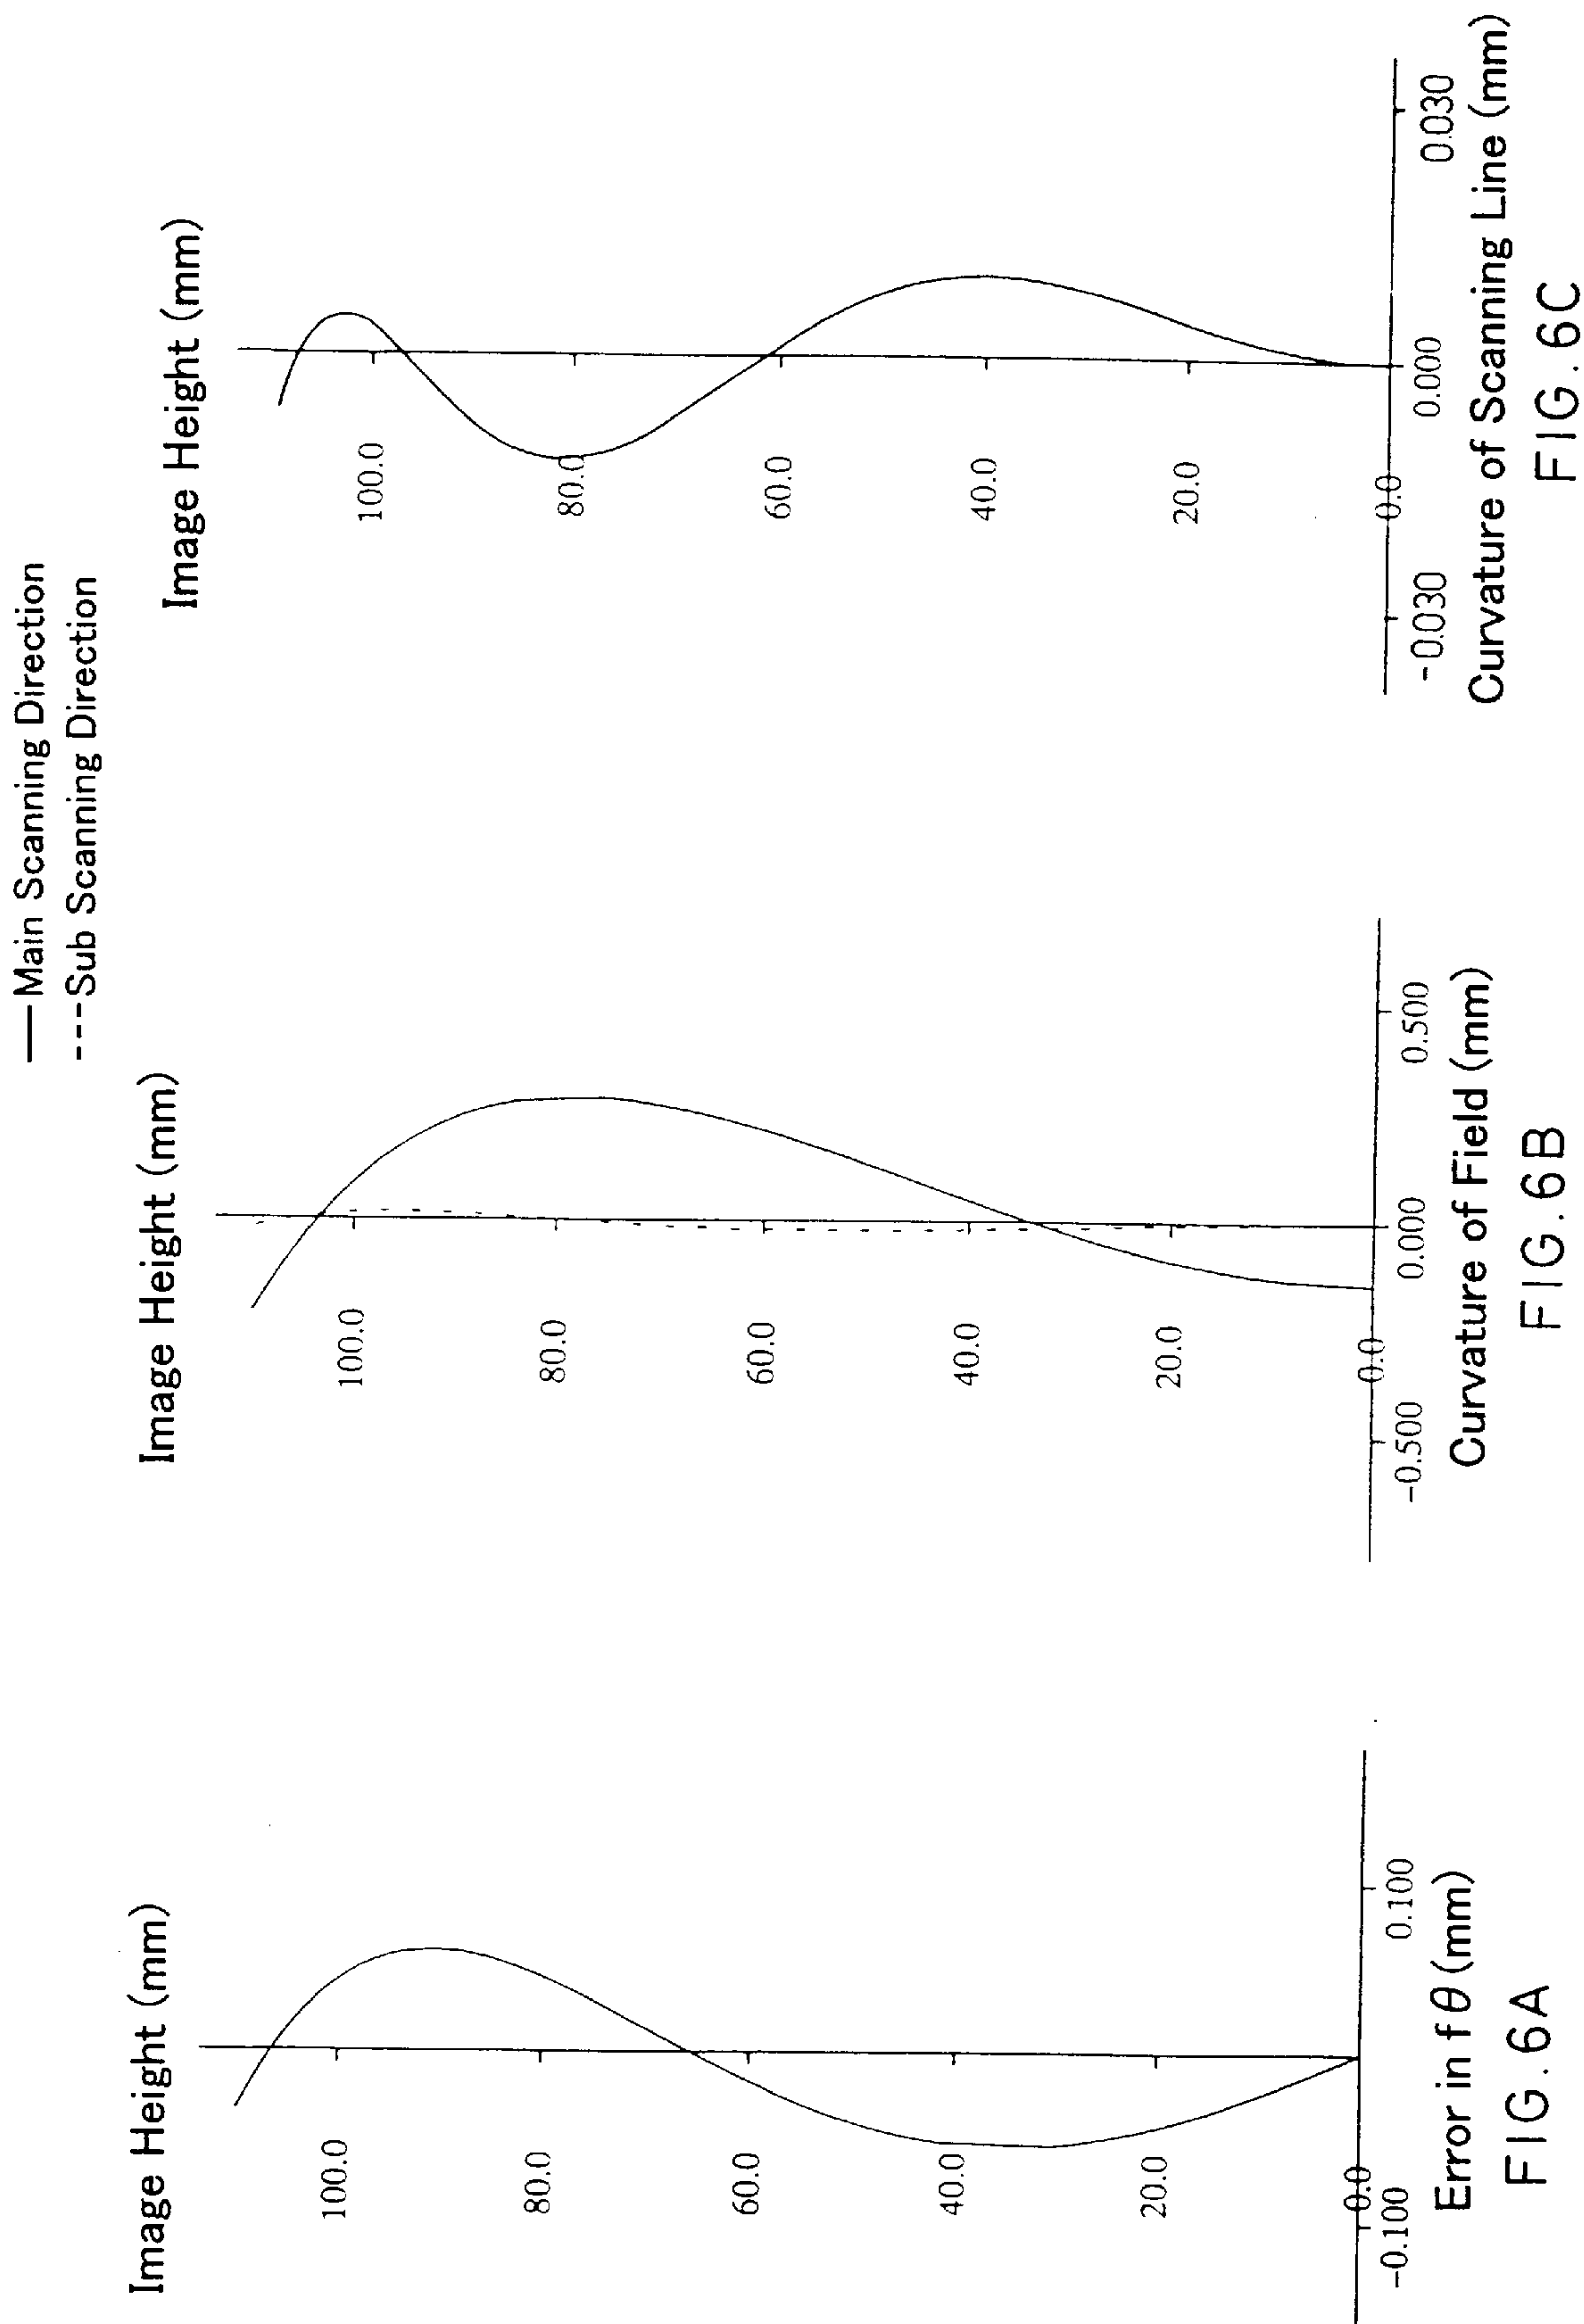 — Main Scanning Direction
--- Sub Scanning Direction
Image Height (mm)
100.0
80.0
60.0
40.0
20.0
0.0
-0.100
0.100
Error in f θ (mm)
FIG. 6A
Image Height (mm)
100.0
80.0
60.0
40.0
20.0
0.0
-0.500
0.000
0.500
Curvature of Field (mm)
FIG. 6B
Image Height (mm)
100.0
80.0
60.0
40.0
20.0
0.0
-0.030
0.000
0.030
Curvature of Scanning Line (mm)
FIG. 6C